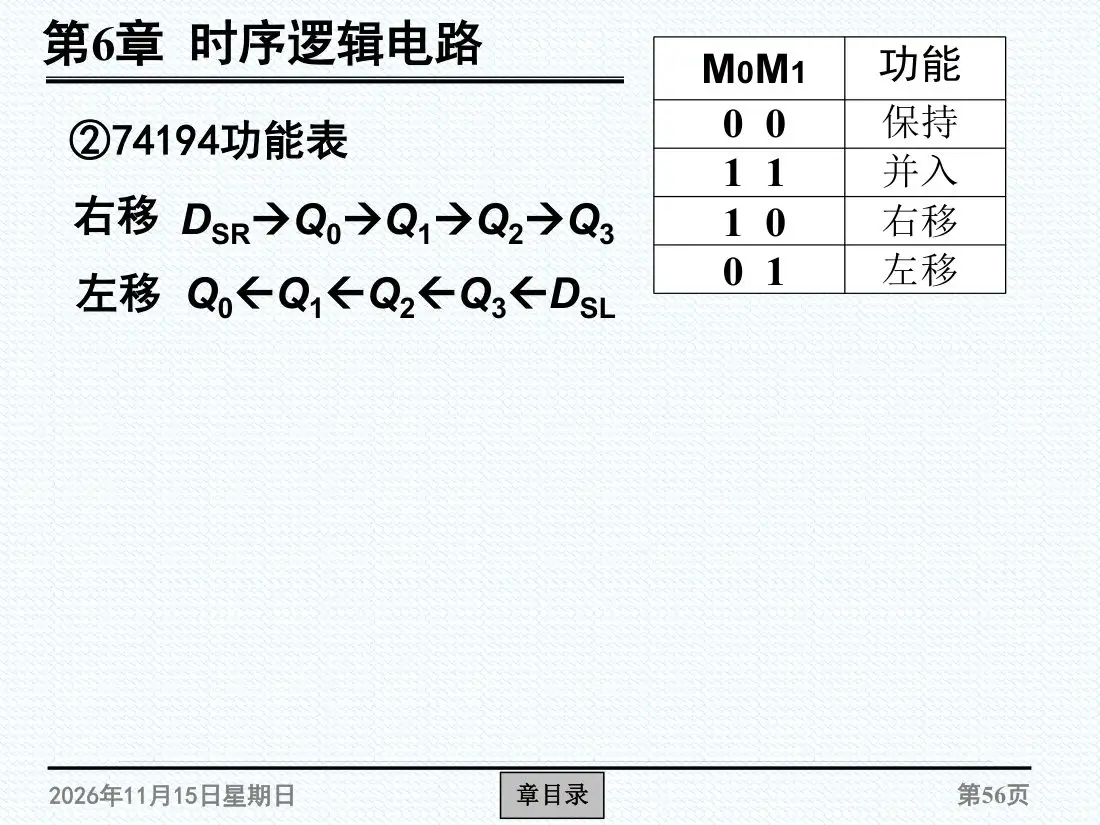 第6章 时序逻辑电路
②74194功能表
右移 DSR→Q0→Q1→Q2→Q3
左移 Q0←Q1←Q2←Q3←DSL
M0M1 功能
0 0 保持
1 1 并入
1 0 右移
0 1 左移
2026年11月15日星期日
章目录
第56页